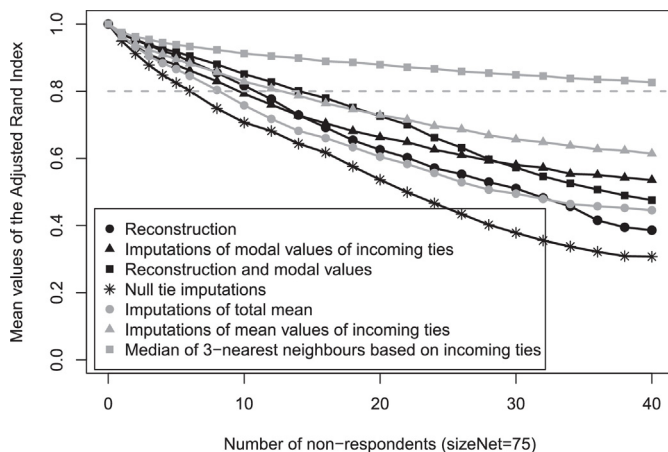 Mean values of the Adjusted Rand Index
1.0
0.8
0.6
0.4
0.2
0.0
Reconstruction
Imputations of modal values of incoming ties
Reconstruction and modal values
Null tie imputations
Imputations of total mean
Imputations of mean values of incoming ties
Median of 3−nearest neighbours based on incoming ties
0 10 20 30 40
Number of non−respondents (sizeNet=75)